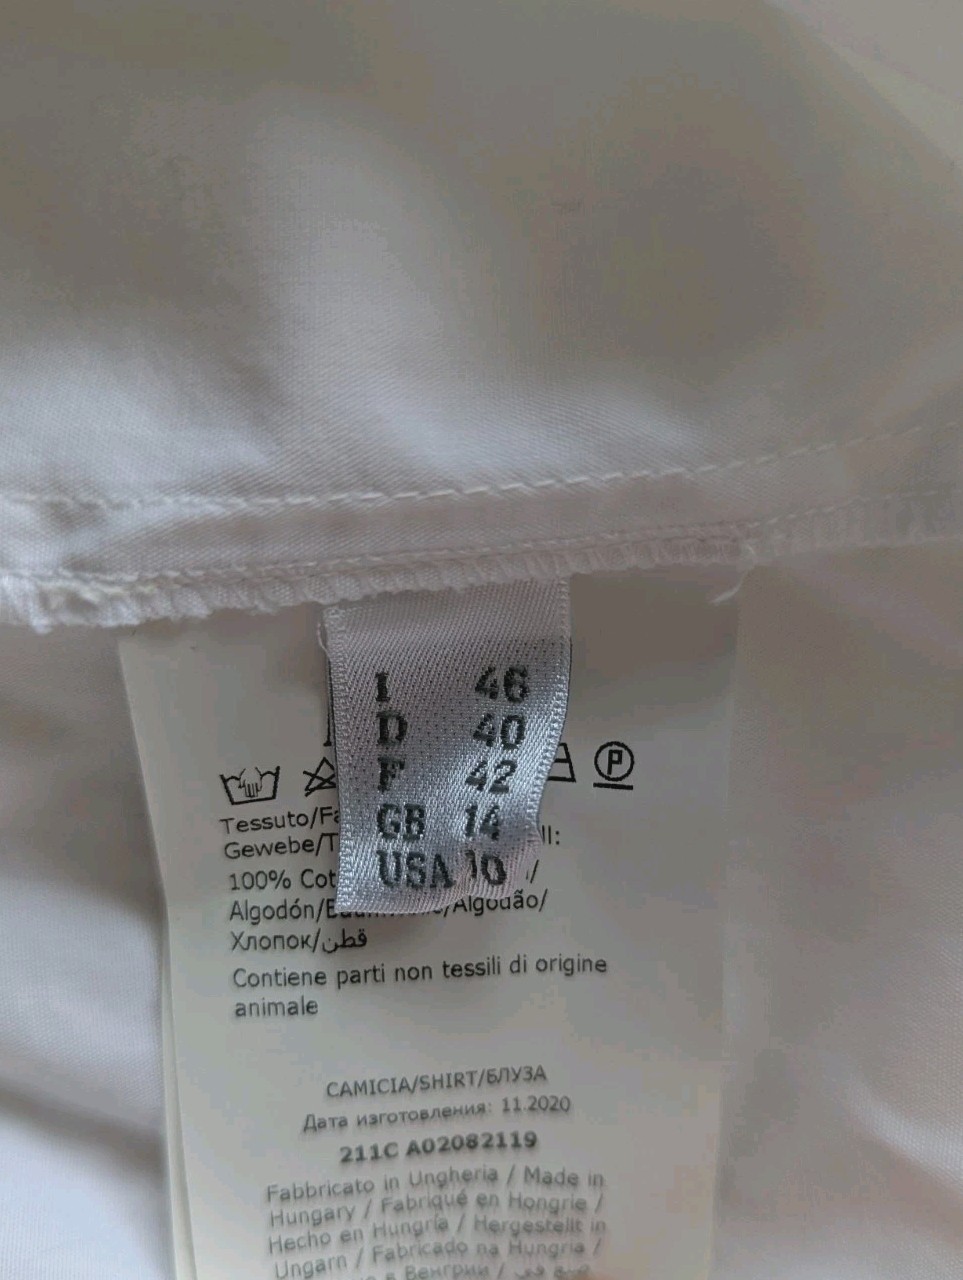 I 46
D 40
F 42
GB 14
USA 10
P
Tessuto/
Gewebe/
100%
Algodón/ /Algodão/
Хлопок/قطن
Contiene parti non tessili di origine
animale
CAMICIA/SHIRT/БЛУЗА
Дата изготовления: 11.2020
211C A02082119
Fabbricato in Ungheria / Made in
Hungary / Fabriqué en Hongrie /
Hecho en Hungría / Hergestellt in
Ungarn / Fabricado na Hungria /
в Венгрии /